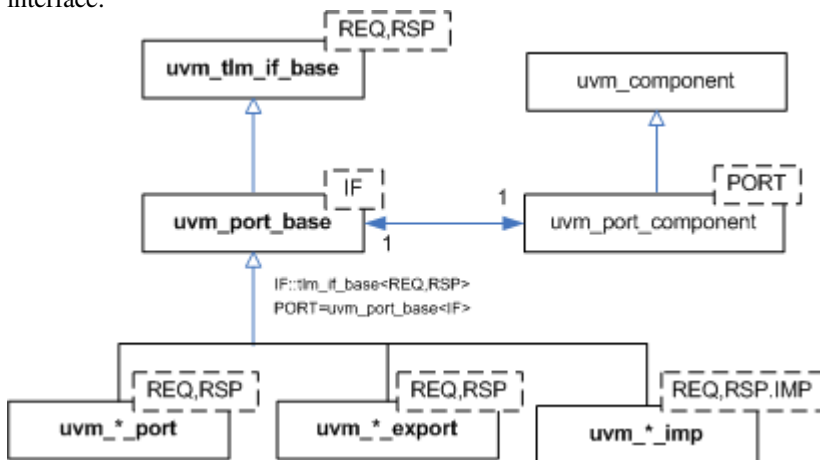 interface.
REQ,RSP
uvm_tlm_if_base
uvm_component
IF
PORT
uvm_port_base
1
1
uvm_port_component
IF::tlm_if_base<REQ,RSP>
PORT=uvm_port_base<IF>
REQ,RSP
REQ,RSP
REQ,RSP.IMP
uvm_*_port
uvm_*_export
uvm_*_imp